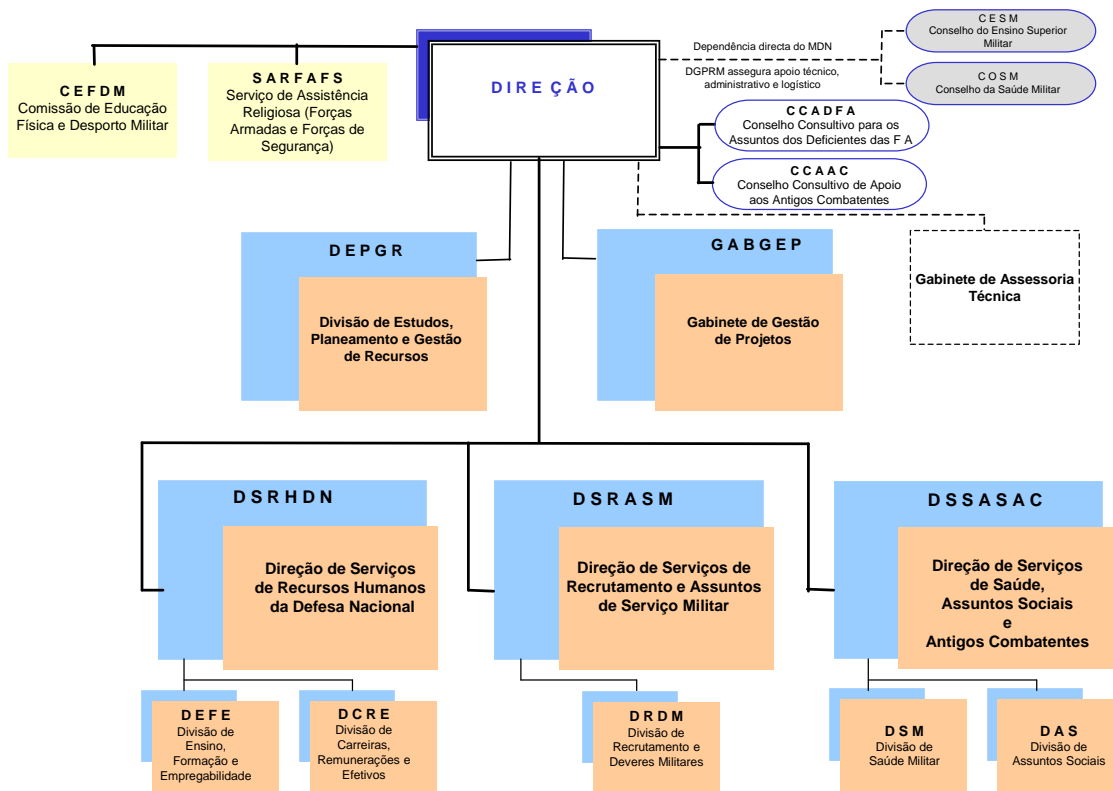 C E F D M
Comissão de Educação
Física e Desporto Militar
S A R F A F S
Serviço de Assistência
Religiosa (Forças
Armadas e Forças de
Segurança)
D I R E Ç Ã O
Dependência directa do MDN
DGPRM assegura apoio técnico,
administrativo e logístico
C E S M
Conselho do Ensino Superior
Militar
C O S M
Conselho da Saúde Militar
C C A D F A
Conselho Consultivo para os
Assuntos dos Deficientes das F A
C C A A C
Conselho Consultivo de Apoio
aos Antigos Combatentes
D E P G R
Divisão de Estudos,
Planeamento e Gestão
de Recursos
G A B G E P
Gabinete de Gestão
de Projetos
Gabinete de Assessoria
Técnica
D S R H D N
Direção de Serviços
de Recursos Humanos
da Defesa Nacional
D S R A S M
Direção de Serviços de
Recrutamento e Assuntos
de Serviço Militar
D S S A S A C
Direção de Serviços
de Saúde,
Assuntos Sociais
e
Antigos Combatentes
D E F E
Divisão de
Ensino,
Formação e
Empregabilidade
D C R E
Divisão de
Carreiras,
Remunerações e
Efetivos
D R D M
Divisão de
Recrutamento e
Deveres Militares
D S M
Divisão de
Saúde Militar
D A S
Divisão de
Assuntos Sociais